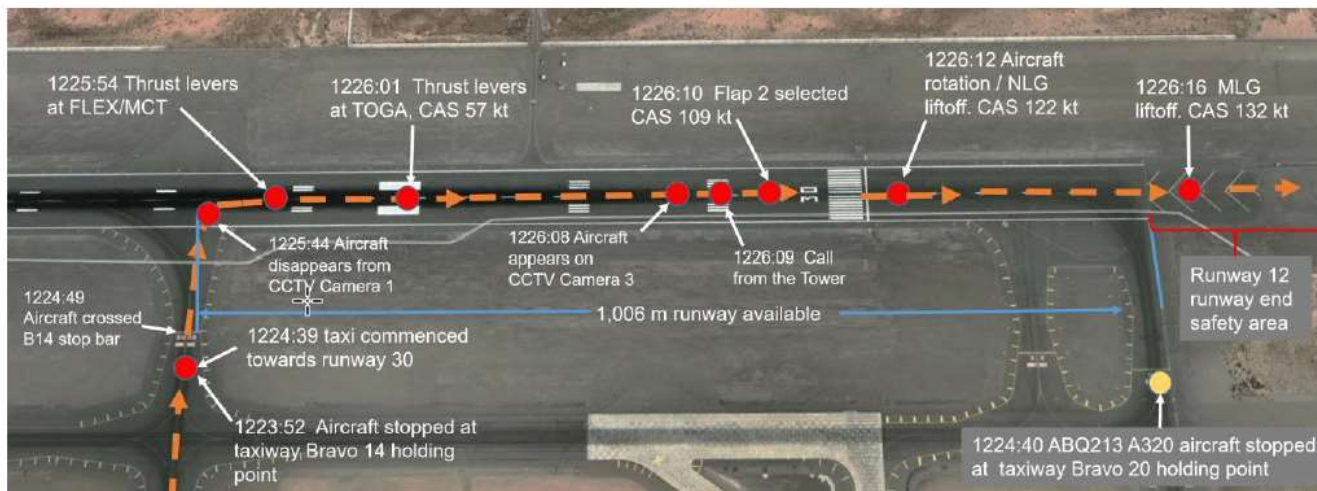 1225:54 Thrust levers
at FLEX/MCT
1226:01 Thrust levers
at TOGA, CAS 57 kt
1226:10 Flap 2 selected
CAS 109 kt
1226:12 Aircraft
rotation / NLG
liftoff. CAS 122 kt
1226:16 MLG
liftoff. CAS 132 kt
30
1225:44 Aircraft
disappears from
CCTV Camera 1
1226:08 Aircraft
appears on
CCTV Camera 3
1226:09 Call
from the Tower
1224:49
Aircraft crossed
B14 stop bar
1,006 m runway available
Runway 12
runway end
safety area
1224:39 taxi commenced
towards runway 30
1223:52 Aircraft stopped at
taxiway Bravo 14 holding
point
1224:40 ABQ213 A320 aircraft stopped
at taxiway Bravo 20 holding point